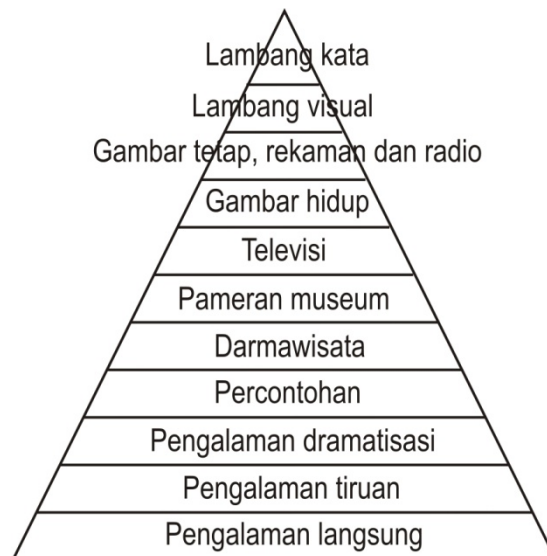 Lambang kata
Lambang visual
Gambar tetap, rekaman dan radio
Gambar hidup
Televisi
Pameran museum
Darmawisata
Percontohan
Pengalaman dramatisasi
Pengalaman tiruan
Pengalaman langsung